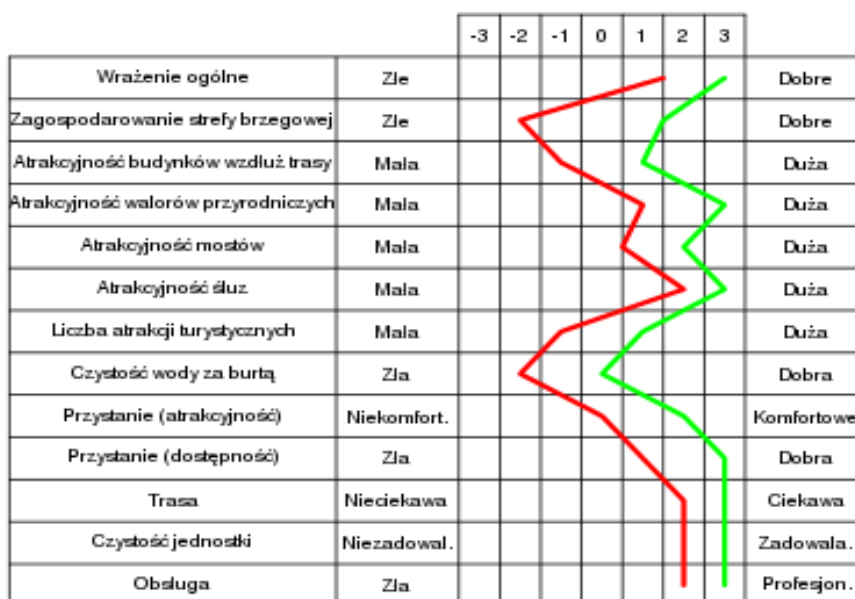 -3 -2 -1 0 1 2 3
Wrażenie ogólne Złe Dobre
Zagospodarowanie strefy brzegowej Złe Dobre
Atrakcyjność budynków wzdłuż trasy Mała Duża
Atrakcyjność walorów przyrodniczych Mała Duża
Atrakcyjność mostów Mała Duża
Atrakcyjność śluz Mała Duża
Liczba atrakcji turystycznych Mała Duża
Czystość wody za burtą Zła Dobra
Przystanie (atrakcyjność) Niekomfort. Komfortowe
Przystanie (dostępność) Zła Dobra
Trasa Nieciekawa Ciekawa
Czystość jednostki Niezadowal. Zadowala.
Obsługa Zła Profesjon.